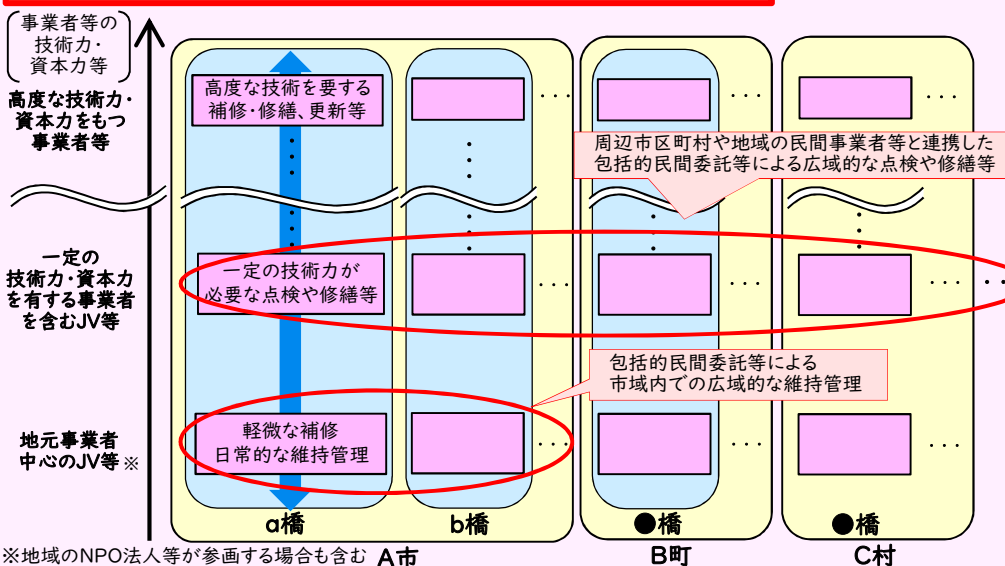 事業者等の
技術力・
資本力等
高度な技術力・
資本力をもつ
事業者等
高度な技術を要する
補修・修繕、更新等
・・・
・・・
・・・
・・・
周辺市区町村や地域の民間事業者等と連携した
包括的民間委託等による広域的な点検や修繕等
一定の
技術力・資本力
を有する事業者
を含むJV等
一定の技術力が
必要な点検や修繕等
・・・
・・・
・・・
・・
包括的民間委託等による
市域内での広域的な維持管理
地元事業者
中心のJV等※
軽微な補修
日常的な維持管理
・・・
・・・
・・・
a橋
b橋
●橋
●橋
※地域のNPO法人等が参画する場合も含む
A市
B町
C村